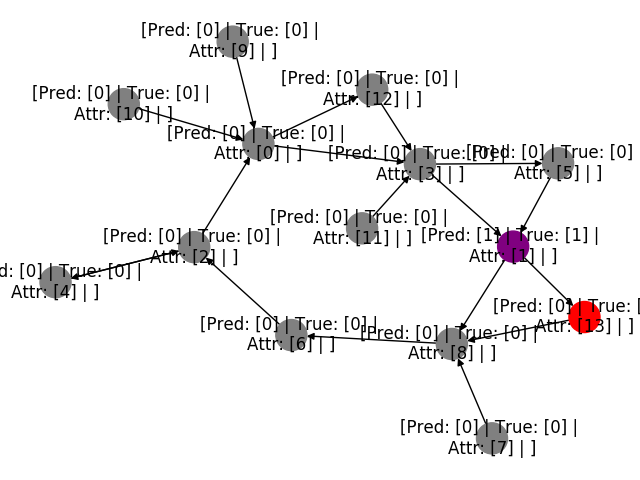 [Pred: [0] | True: [0] |
Attr: [9] | ]
[Pred: [0] | True: [0] |
Attr: [12] | ]
[Pred: [0] | True: [0] |
Attr: [10] | ]
[Pred: [0] | True: [0] |
Attr: [0] | ]
[Pred: [0] | True: [0] |
Attr: [3] | ]
[Pred: [0] | True: [0]
Attr: [5] | ]
[Pred: [0] | True: [0] |
Attr: [11] | ]
[Pred: [1] | True: [1] |
Attr: [1] | ]
[Pred: [0] | True: [0] |
Attr: [2] | ]
d: [0] | True: [0] |
Attr: [4] | ]
[Pred: [0] | True: [
Attr: [13] | ]
[Pred: [0] | True: [0] |
Attr: [6] | ]
[Pred: [0] | True: [0] |
Attr: [8] | ]
[Pred: [0] | True: [0] |
Attr: [7] | ]